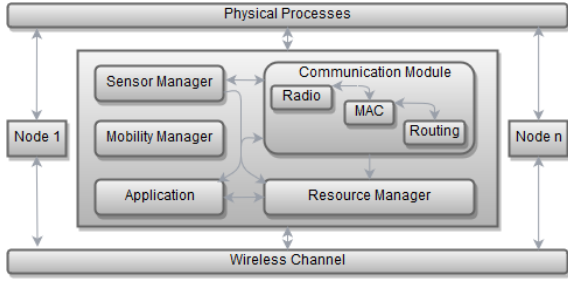 Physical Processes
Sensor Manager
Communication Module
Radio
MAC
Routing
Node 1
Mobility Manager
Node n
Application
Resource Manager
Wireless Channel